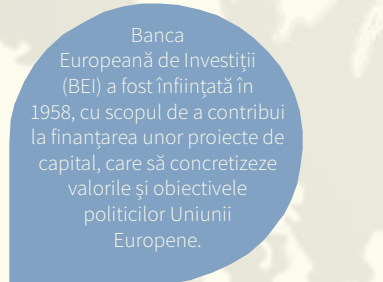 Banca
Europeană de Investiții
(BEI) a fost înființată în
1958, cu scopul de a contribui
la finanțarea unor proiecte de
capital, care să concretizeze
valorile și obiectivele
politicilor Uniunii
Europene.